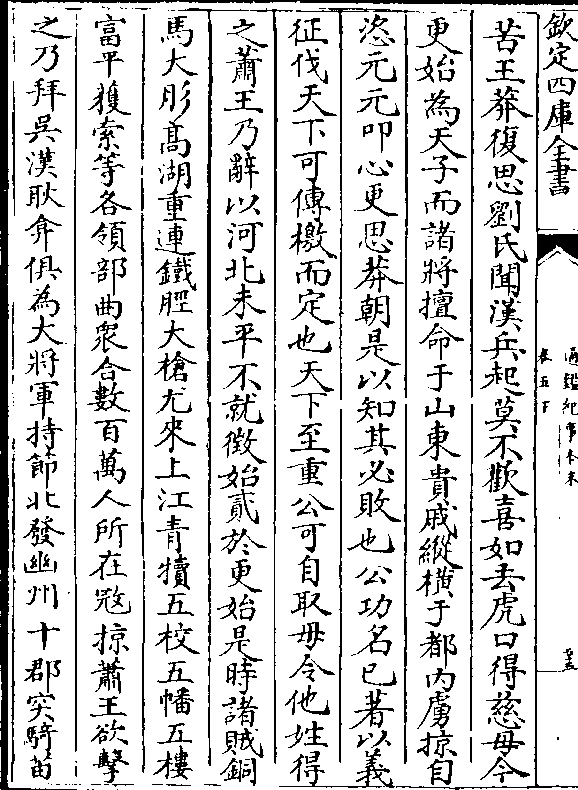 欽定四庫全書
通鑑紀事本末
卷五下
苦王莽復思劉氏聞漢兵起莫不歡喜如去虎口得慈母今
更始為天子而諸將擅命于山東貴戚縱横于都内虜掠自
恣元元叩心更思莽朝是以知其必敗也公功名已著以義
征伐天下可傳檄而定也天下至重公可自取毋令他姓得
之蕭王乃辭以河北未平不就徴始貳於更始是時諸賊銅
馬大肜髙湖重連鐵脛大槍尤來上江青犢五校五幡五樓
富平獲索等各領部曲衆合數百萬人所在冦掠蕭王欲擊
之乃拜吳漢耿弇俱為大將軍持節北發幽州十郡突騎苗